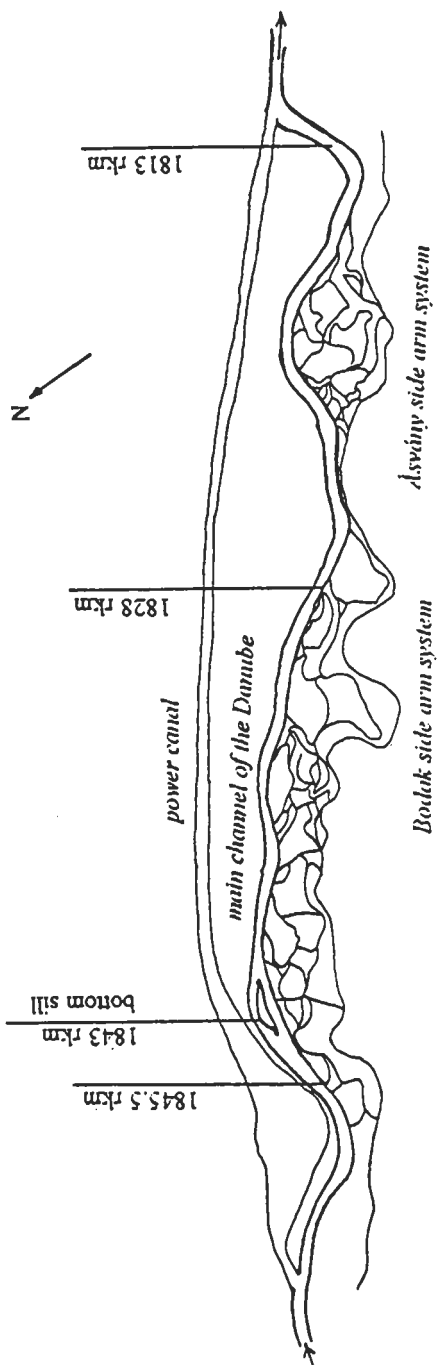 N
1813 rkm
Ásvány side arm system
1828 rkm
power canal
main channel of the Danube
Bodak side arm system
bottom sill
1843 rkm
1845.5 rkm